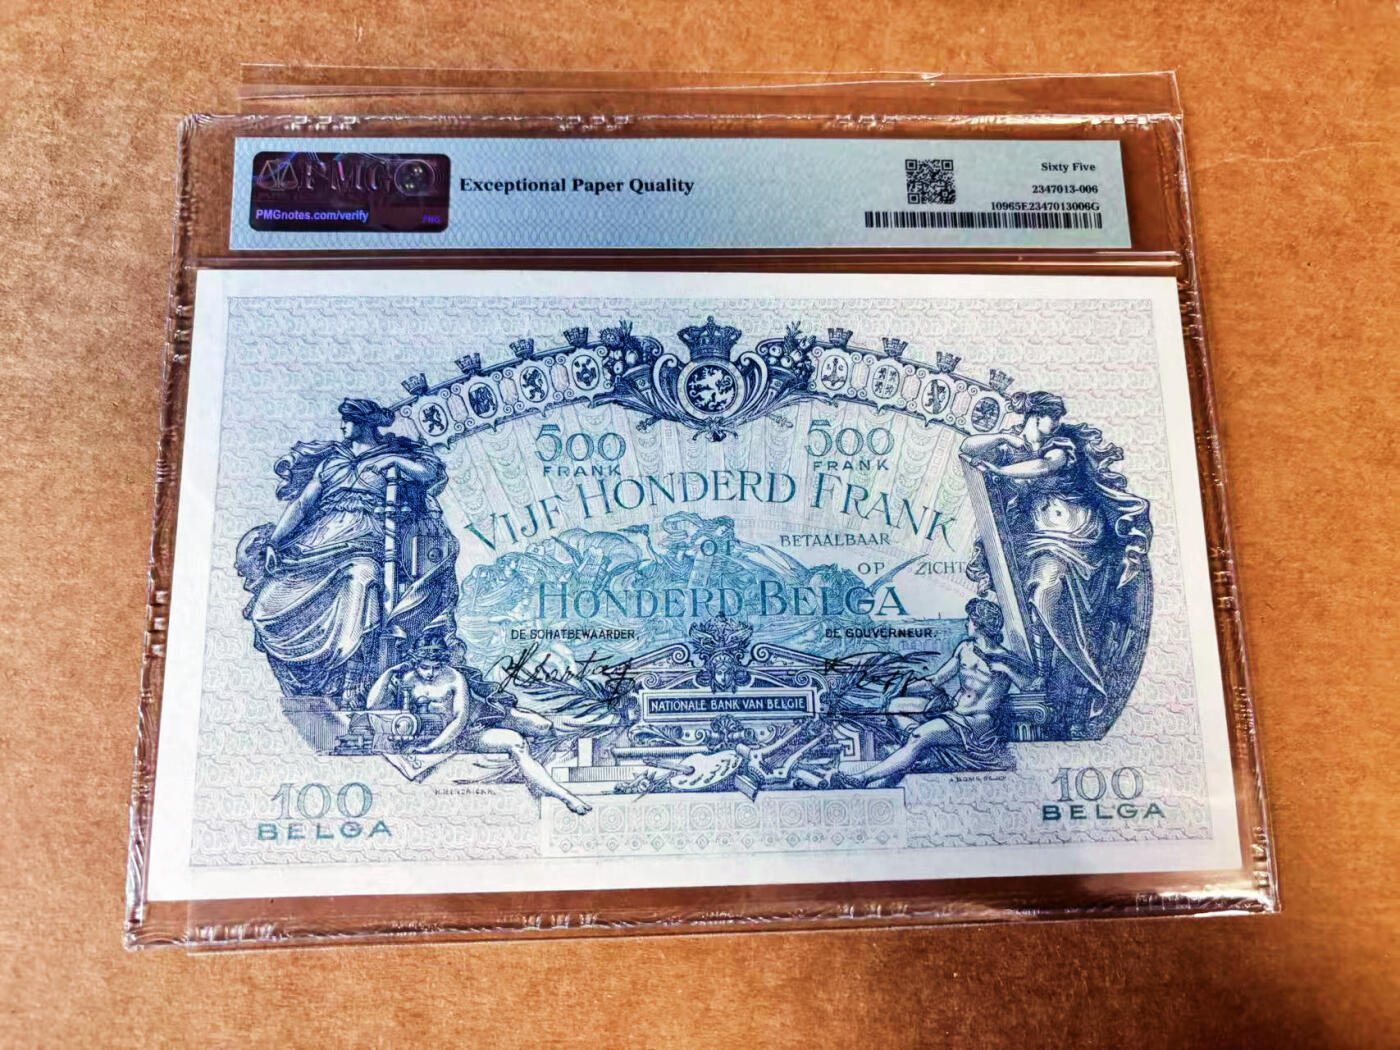 PMG
PMGnotes.com/verify
PMG
Exceptional Paper Quality
Sixty Five
2347013-006
10965E2347013006G
500
FRANK
500
FRANK
VIJF HONDERD FRANK
OF
BETAALBAAR
OP ZICHT
HONDERD BELGA
DE SCHATBEWAARDER,
DE GOUVERNEUR,
NATIONALE BANK VAN BELGIE
100
BELGA
100
BELGA